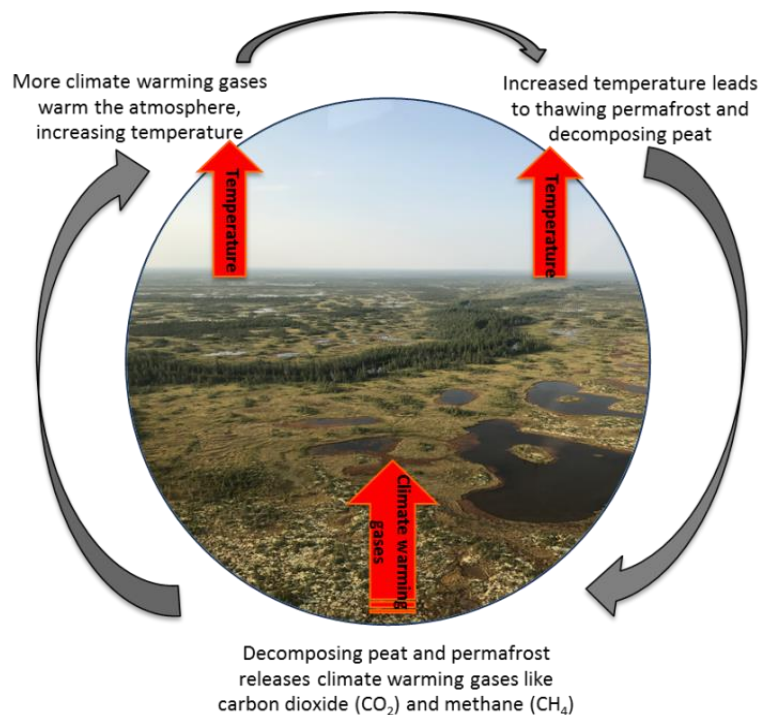 More climate warming gases
warm the atmosphere,
increasing temperature
Increased temperature leads
to thawing permafrost and
decomposing peat
Temperature
Temperature
Climate warming
gases
Decomposing peat and permafrost
releases climate warming gases like
carbon dioxide (CO₂) and methane (CH₄)